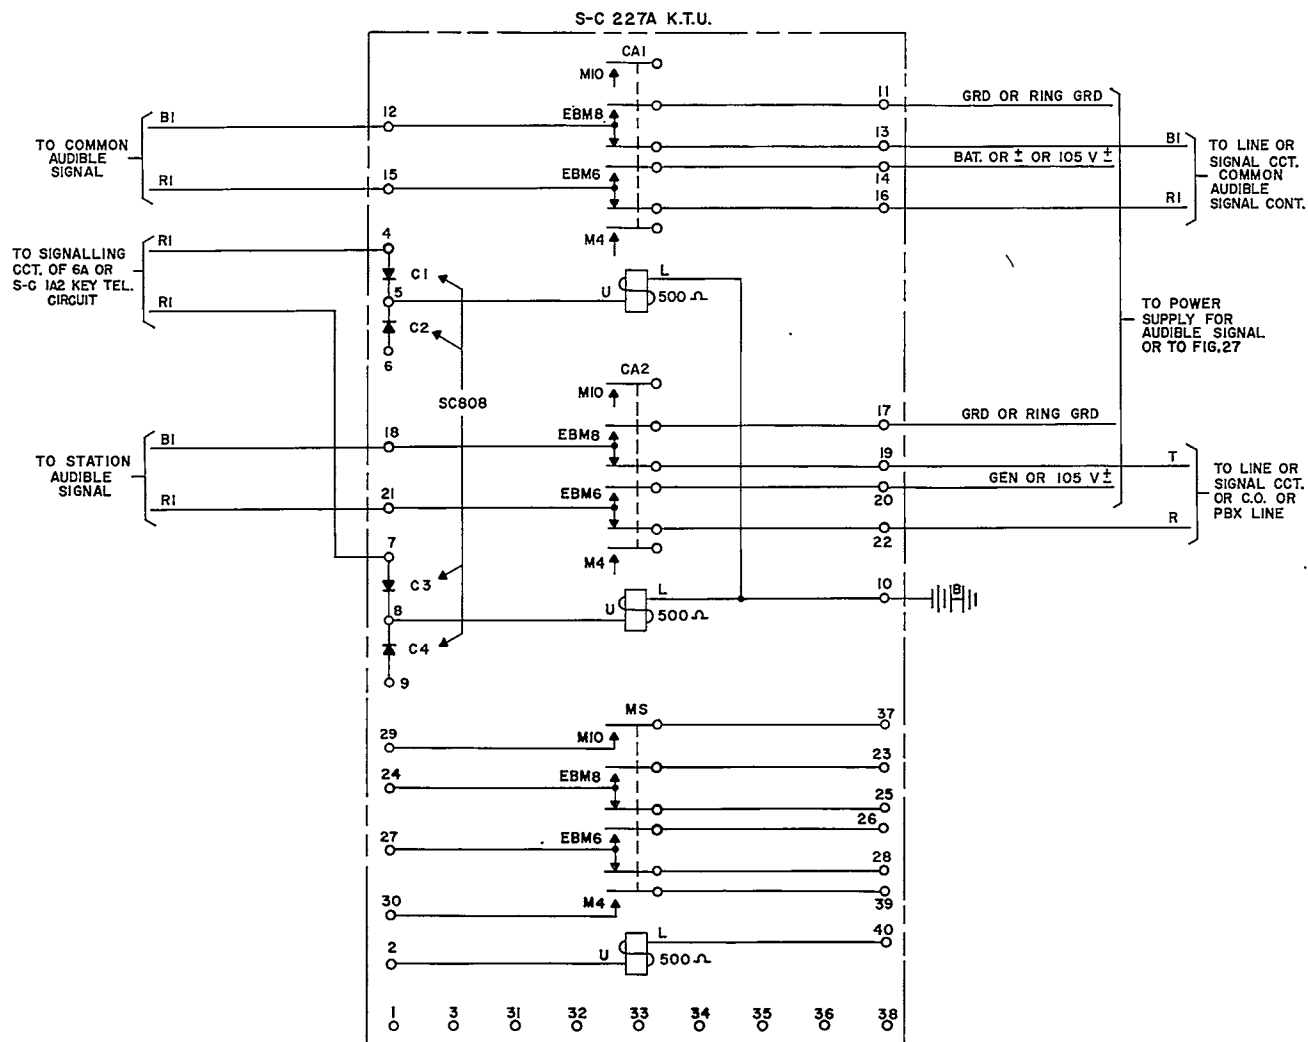 S-C 227A K.T.U.
CA1
M10
11
GRD OR RING GRD
B1
12
EBM8
TO COMMON
AUDIBLE
SIGNAL
13
B1
BAT. OR ± OR 105 V ±
TO LINE OR
SIGNAL CCT.
COMMON
AUDIBLE
SIGNAL CONT.
R1
15
EBM6
14
16
R1
M4
R1
4
TO SIGNALLING
CCT. OF 6A OR
S-C 1A2 KEY TEL.
CIRCUIT
R1
C1
5
C2
6
L
U
500 Ω
TO POWER
SUPPLY FOR
AUDIBLE SIGNAL
OR TO FIG.27
SC808
CA2
M10
17
GRD OR RING GRD
B1
18
EBM8
TO STATION
AUDIBLE
SIGNAL
19
T
GEN OR 105 V ±
TO LINE OR
SIGNAL CCT.
OR C.O. OR
PBX LINE
R1
21
EBM6
20
R
22
M4
7
C3
8
C4
9
L
U
500 Ω
10
B
MS
37
29
M10
23
24
EBM8
25
26
27
EBM6
28
30
M4
39
2
U
L
500 Ω
40
1
3
31
32
33
34
35
36
38